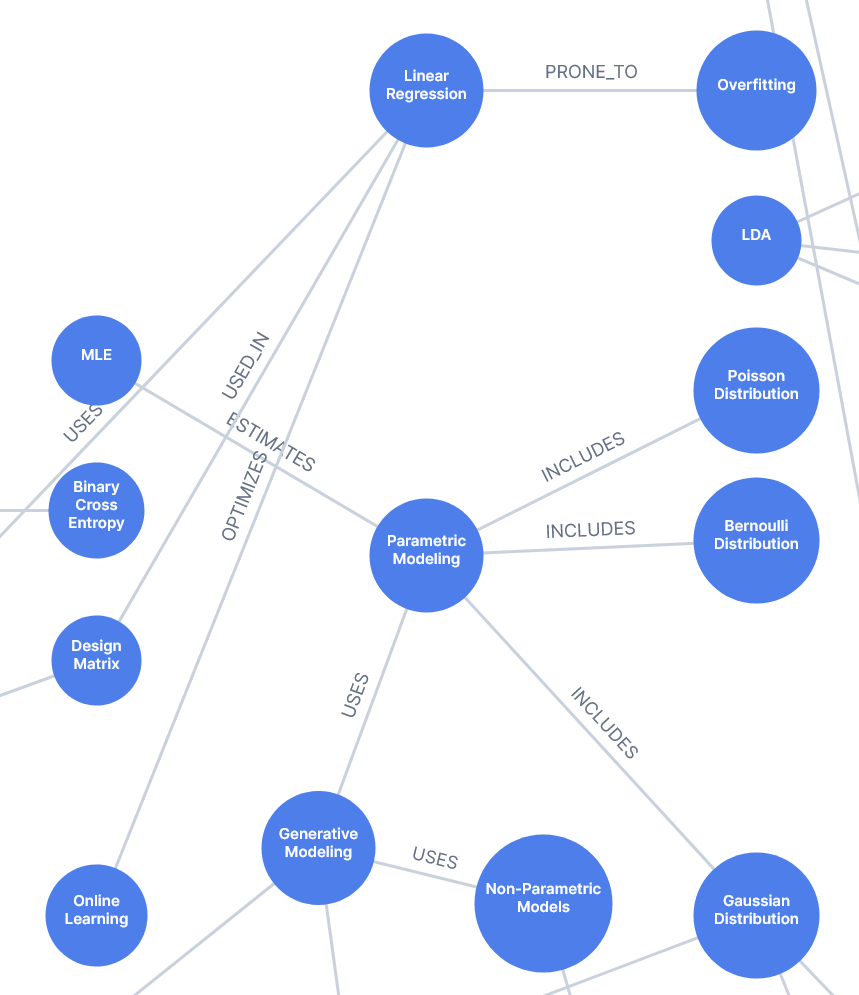 Linear
Regression
PRONE_TO
Overfitting
LDA
MLE
USES
USED_IN
ESTIMATES
OPTIMIZES
Poisson
Distribution
INCLUDES
Binary
Cross
Entropy
Parametric
Modeling
INCLUDES
Bernoulli
Distribution
Design
Matrix
USES
INCLUDES
Generative
Modeling
USES
Non-Parametric
Models
Online
Learning
Gaussian
Distribution